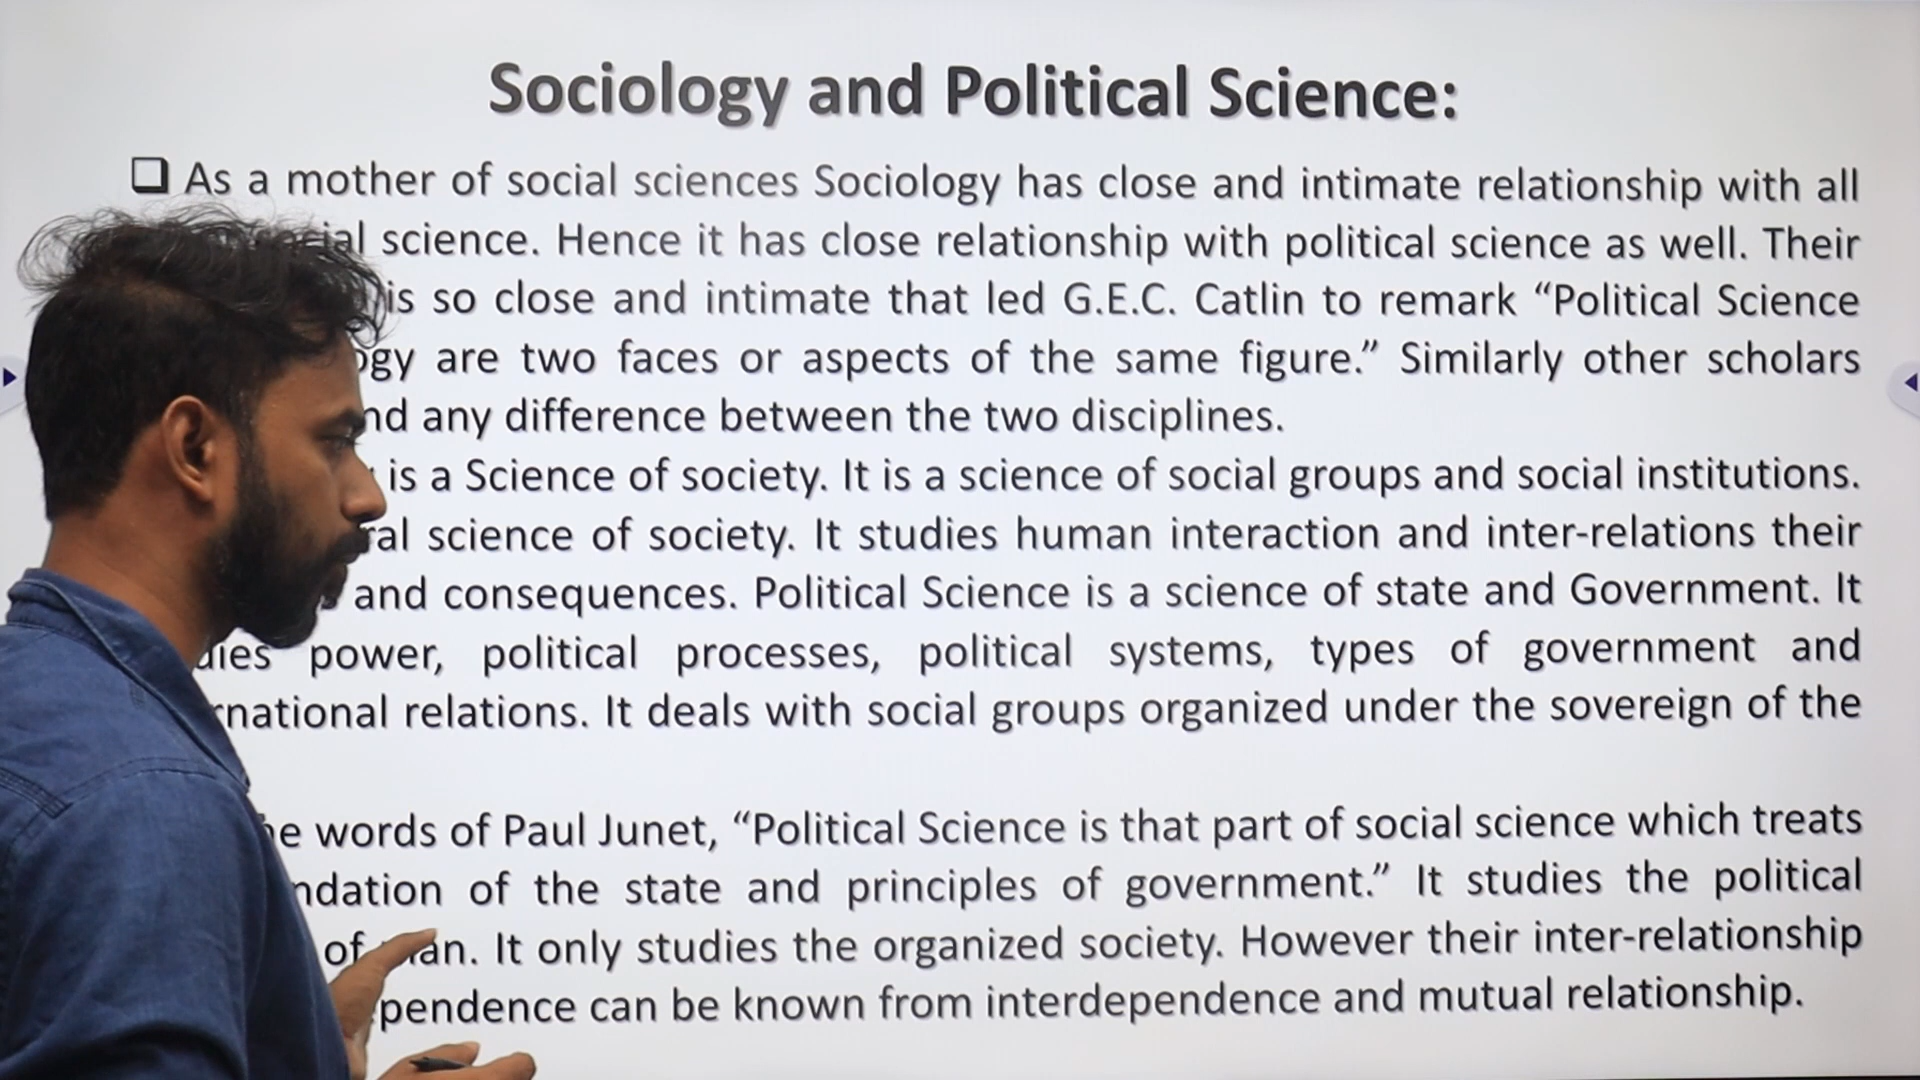 Sociology and Political Science:
As a mother of social sciences Sociology has close and intimate relationship with all
science. Hence it has close relationship with political science as well. Their
is so close and intimate that led G.E.C. Catlin to remark “Political Science
are two faces or aspects of the same figure.” Similarly other scholars
any difference between the two disciplines.
is a Science of society. It is a science of social groups and social institutions.
science of society. It studies human interaction and inter-relations their
and consequences. Political Science is a science of state and Government. It
power, political processes, political systems, types of government and
relations. It deals with social groups organized under the sovereign of the
words of Paul Junet, “Political Science is that part of social science which treats
of the state and principles of government.” It studies the political
of man. It only studies the organized society. However their inter-relationship
can be known from interdependence and mutual relationship.